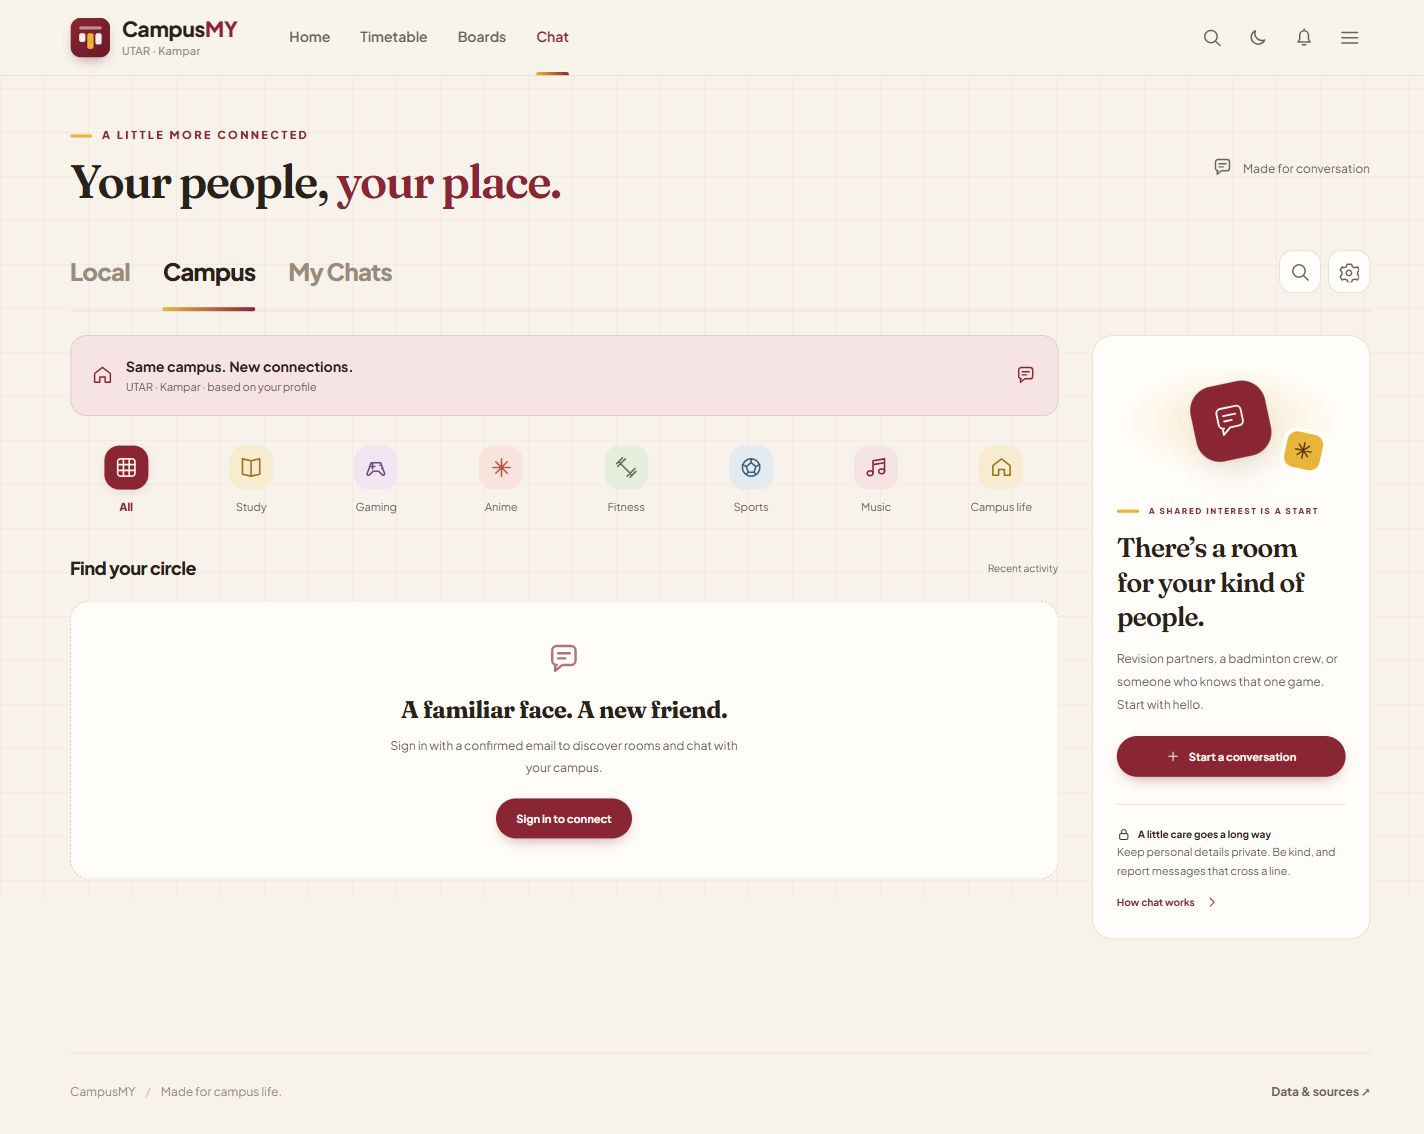 CampusMY
UTAR · Kampar
Home
Timetable
Boards
Chat
A LITTLE MORE CONNECTED
Your people, your place.
Made for conversation
Local
Campus
My Chats
Same campus. New connections.
UTAR · Kampar · based on your profile
All
Study
Gaming
Anime
Fitness
Sports
Music
Campus life
Find your circle
Recent activity
A familiar face. A new friend.
Sign in with a confirmed email to discover rooms and chat with
your campus.
Sign in to connect
A SHARED INTEREST IS A START
There’s a room
for your kind of
people.
Revision partners, a badminton crew, or
someone who knows that one game.
Start with hello.
Start a conversation
A little care goes a long way
Keep personal details private. Be kind, and
report messages that cross a line.
How chat works
CampusMY / Made for campus life.
Data & sources ↗